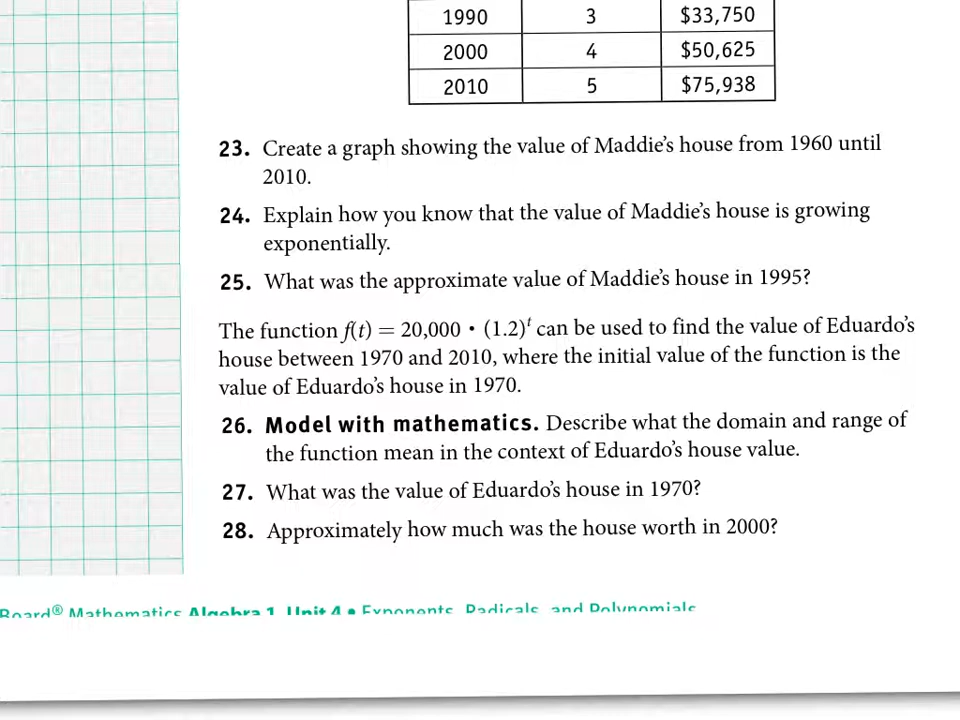 1990 3 $33,750
2000 4 $50,625
2010 5 $75,938
23. Create a graph showing the value of Maddie's house from 1960 until
2010.
24. Explain how you know that the value of Maddie's house is growing
exponentially.
25. What was the approximate value of Maddie's house in 1995?
The function f(t) = 20,000 • (1.2)^t can be used to find the value of Eduardo's
house between 1970 and 2010, where the initial value of the function is the
value of Eduardo's house in 1970.
26. Model with mathematics. Describe what the domain and range of
the function mean in the context of Eduardo's house value.
27. What was the value of Eduardo's house in 1970?
28. Approximately how much was the house worth in 2000?
Board® Mathematics Algebra 1, Unit 4 • Exponents, Radicals, and Polynomials